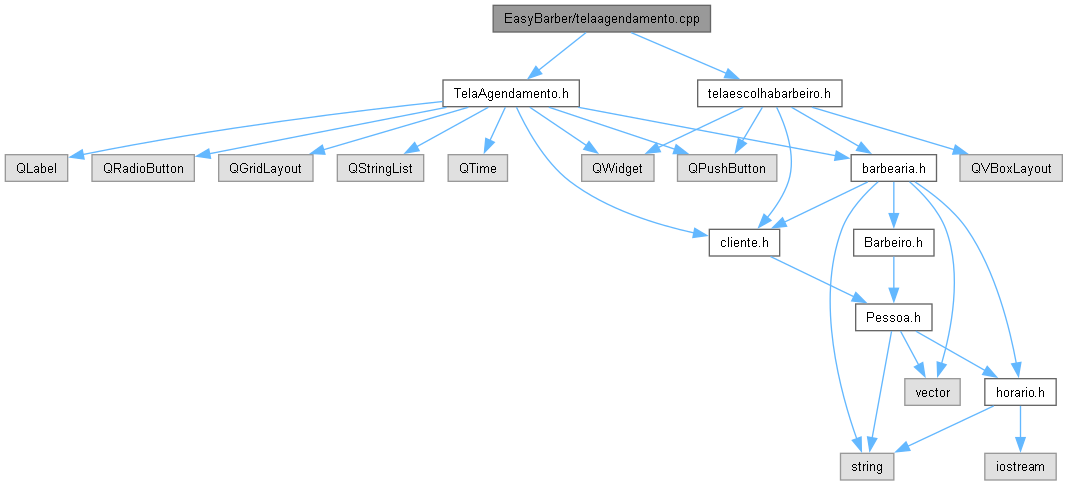 EasyBarber/telaagendamento.cpp
TelaAgendamento.h
telaescolhabarbeiro.h
QLabel
QRadioButton
QGridLayout
QStringList
QTime
QWidget
QPushButton
barbearia.h
QVBoxLayout
cliente.h
Barbeiro.h
Pessoa.h
vector
horario.h
string
iostream